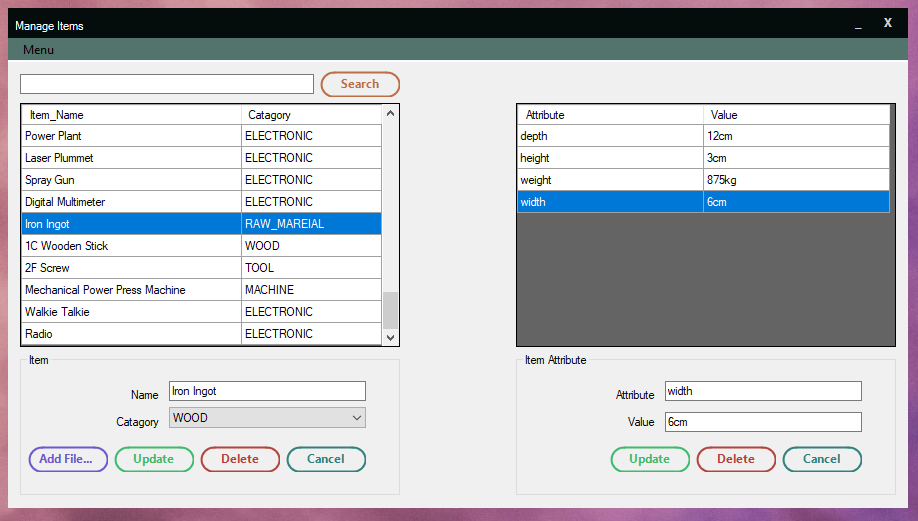 Manage Items _ X
Menu
Search
Item_Name Catagory
Power Plant ELECTRONIC
Laser Plummet ELECTRONIC
Spray Gun ELECTRONIC
Digital Multimeter ELECTRONIC
Iron Ingot RAW_MAREIAL
1C Wooden Stick WOOD
2F Screw TOOL
Mechanical Power Press Machine MACHINE
Walkie Talkie ELECTRONIC
Radio ELECTRONIC
Attribute Value
depth 12cm
height 3cm
weight 875kg
width 6cm
Item
Name Iron Ingot
Catagory WOOD
Add File... Update Delete Cancel
Item Attribute
Attribute width
Value 6cm
Update Delete Cancel